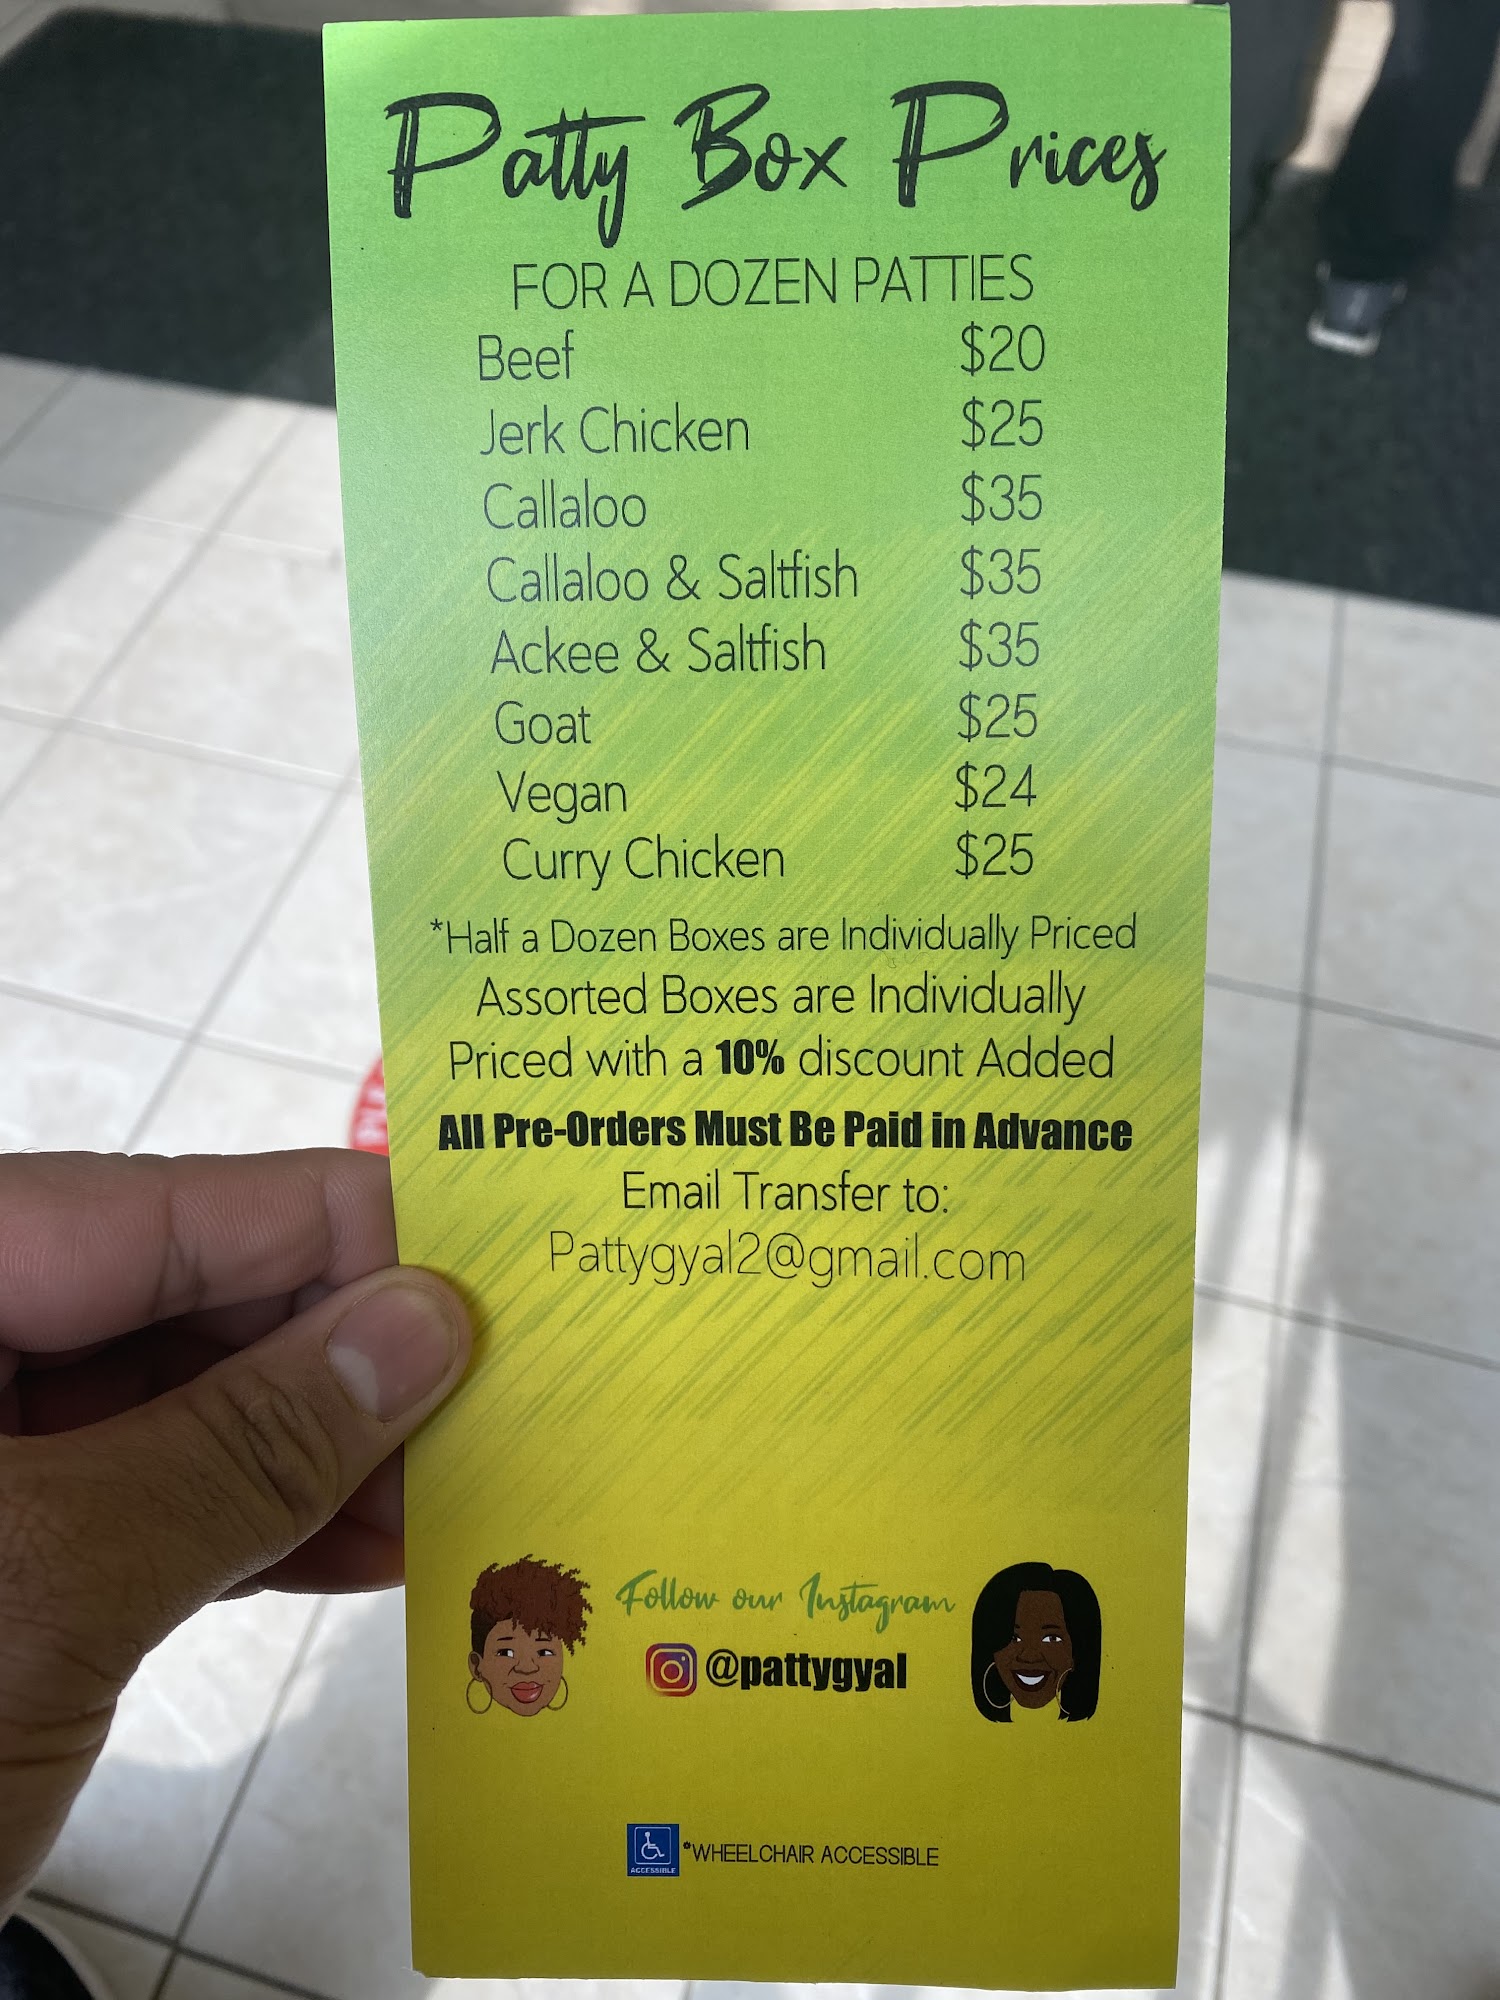 Patty Box Prices
FOR A DOZEN PATTIES
Beef $20
Jerk Chicken $25
Callaloo $35
Callaloo & Saltfish $35
Ackee & Saltfish $35
Goat $25
Vegan $24
Curry Chicken $25
*Half a Dozen Boxes are Individually Priced
Assorted Boxes are Individually
Priced with a 10% discount Added
All Pre-Orders Must Be Paid in Advance
Email Transfer to:
Pattygyal2@gmail.com
Follow our Instagram
@pattygyal
ACCESSIBLE
*WHEELCHAIR ACCESSIBLE